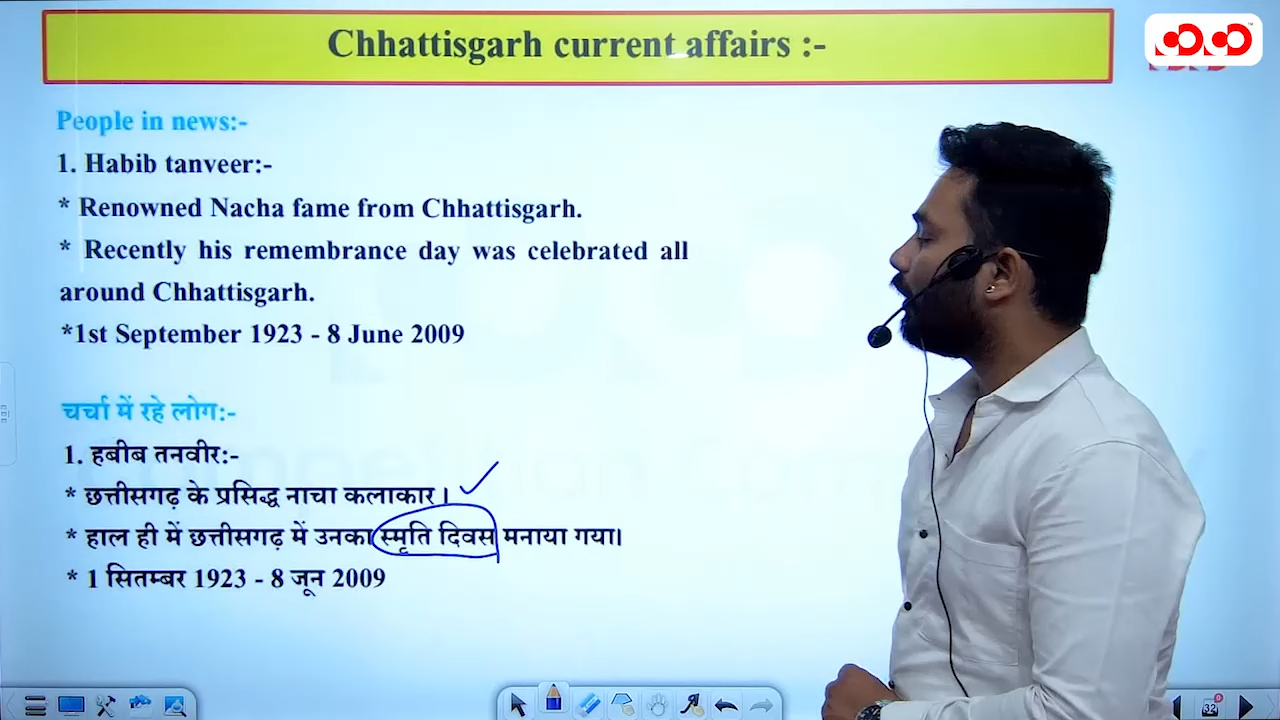 Chhattisgarh current affairs :-
People in news:-
1. Habib tanveer:-
* Renowned Nacha fame from Chhattisgarh.
* Recently his remembrance day was celebrated all
around Chhattisgarh.
*1st September 1923 - 8 June 2009
चर्चा में रहे लोग:-
1. हबीब तनवीर:-
* छत्तीसगढ़ के प्रसिद्ध नाचा कलाकार ।
* हाल ही में छत्तीसगढ़ में उनका स्मृति दिवस मनाया गया।
* 1 सितम्बर 1923 - 8 जून 2009
32